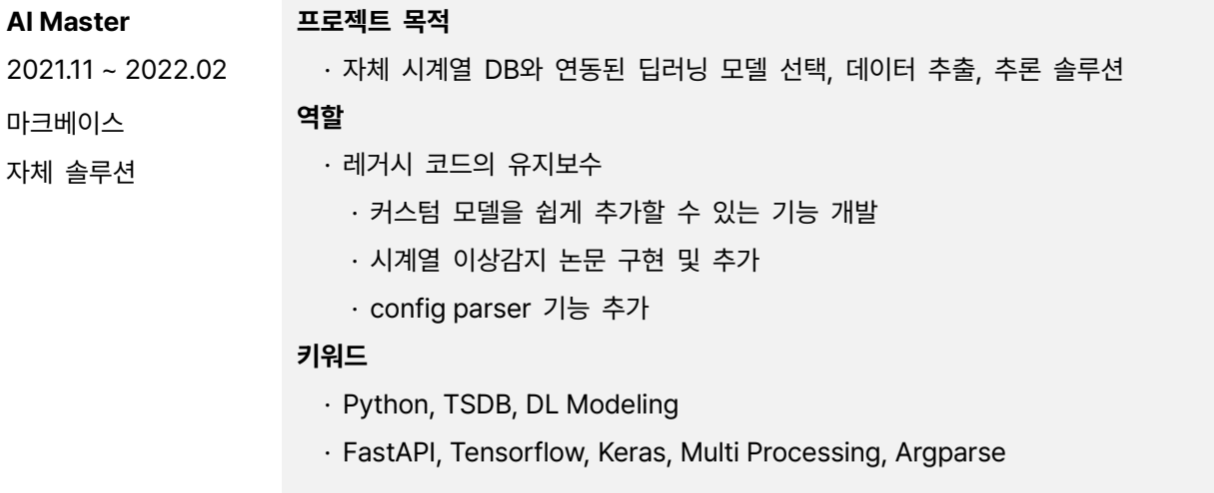 AI Master
2021.11 ~ 2022.02
마크베이스
자체 솔루션
프로젝트 목적
· 자체 시계열 DB와 연동된 딥러닝 모델 선택, 데이터 추출, 추론 솔루션
역할
· 레거시 코드의 유지보수
· 커스텀 모델을 쉽게 추가할 수 있는 기능 개발
· 시계열 이상감지 논문 구현 및 추가
· config parser 기능 추가
키워드
· Python, TSDB, DL Modeling
· FastAPI, Tensorflow, Keras, Multi Processing, Argparse